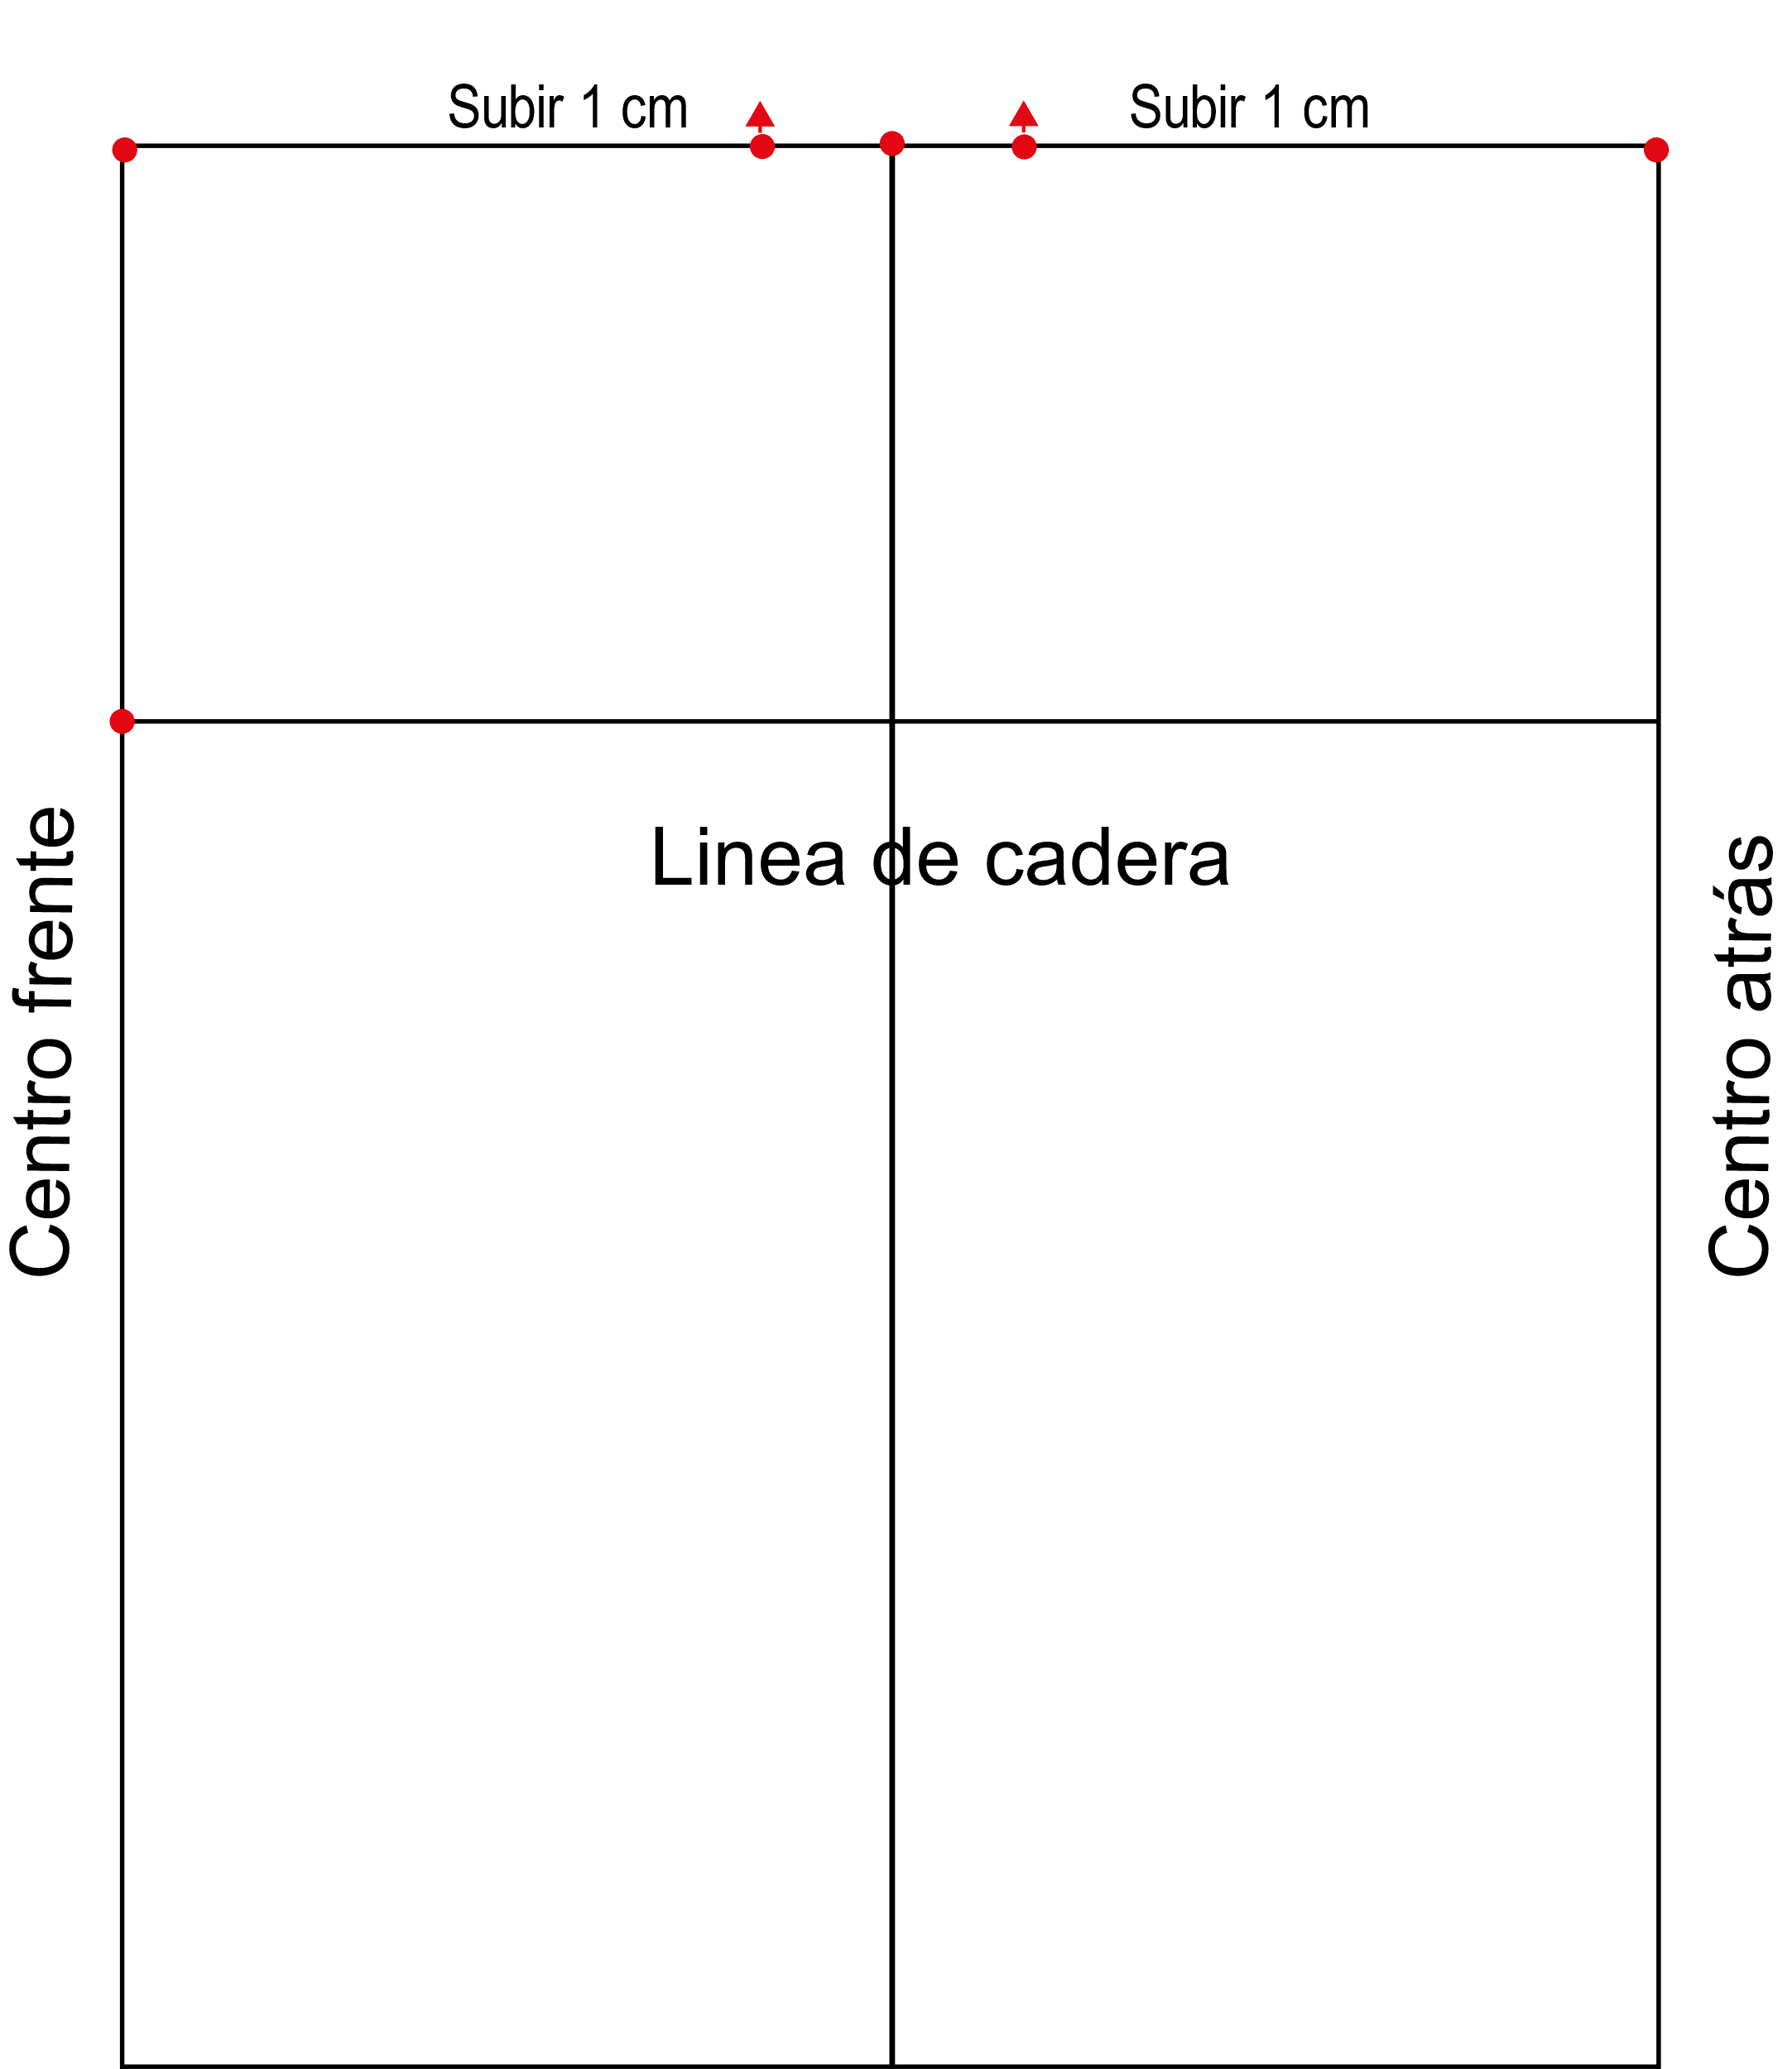 Subir 1 cm
Subir 1 cm
Linea de cadera
Centro frente
Centro atrás